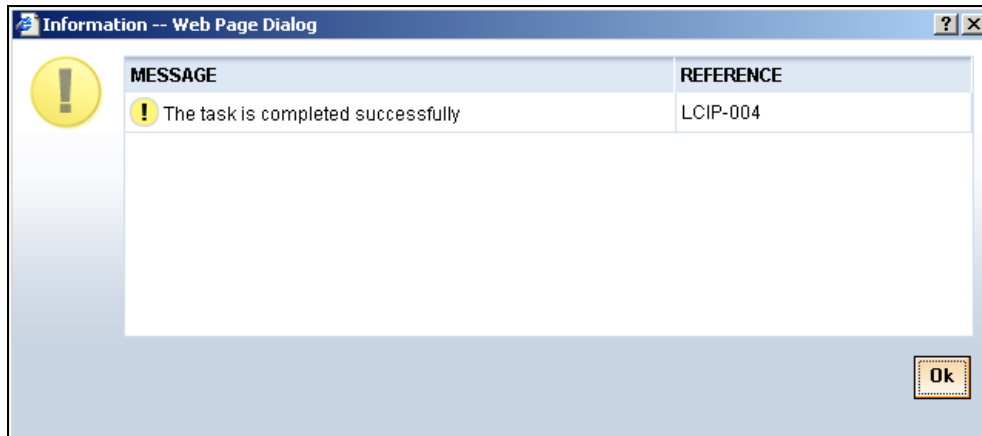 Information -- Web Page Dialog
MESSAGE REFERENCE
The task is completed successfully LCIP-004
Ok